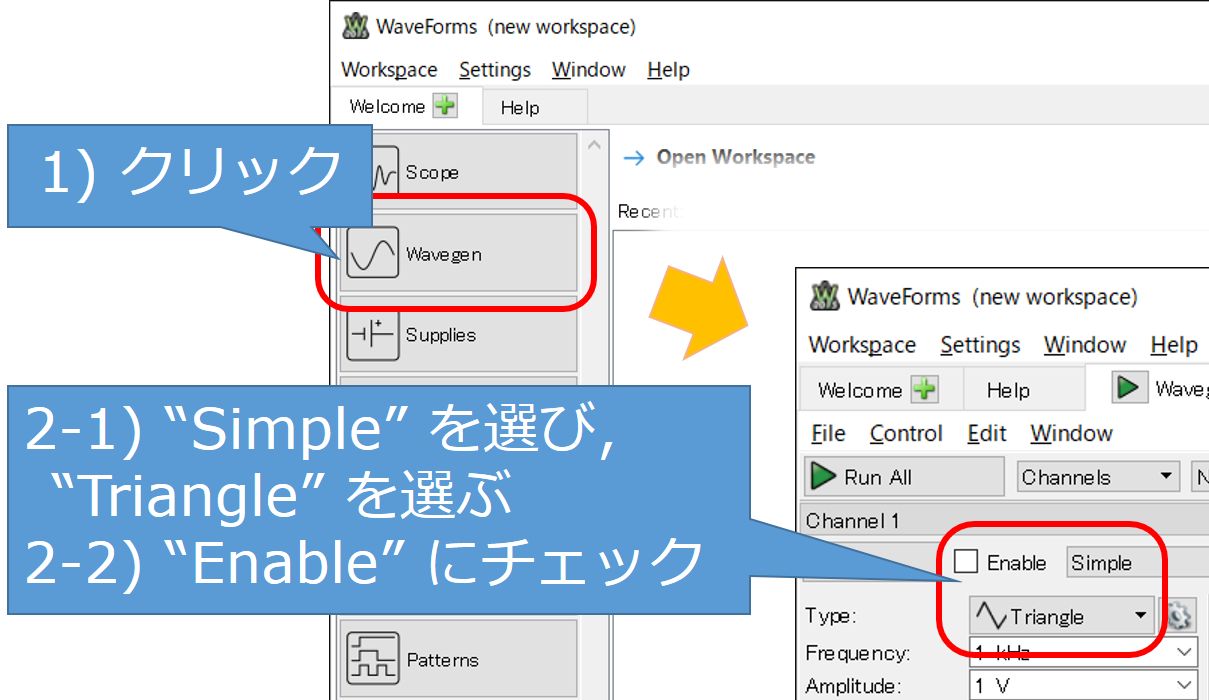 WaveForms (new workspace)
Workspace Settings Window Help
Welcome Help
1) クリック
Scope
Open Workspace
Recent:
Wavegen
Supplies
WaveForms (new workspace)
Workspace Settings Window Help
Welcome Help
File Control Edit Window
2-1) “Simple” を選び,
“Triangle” を選ぶ
2-2) “Enable” にチェック
Run All Channels
Channel 1
Enable Simple
Type: Triangle
Frequency: 1 kHz
Amplitude: 1 V
Patterns